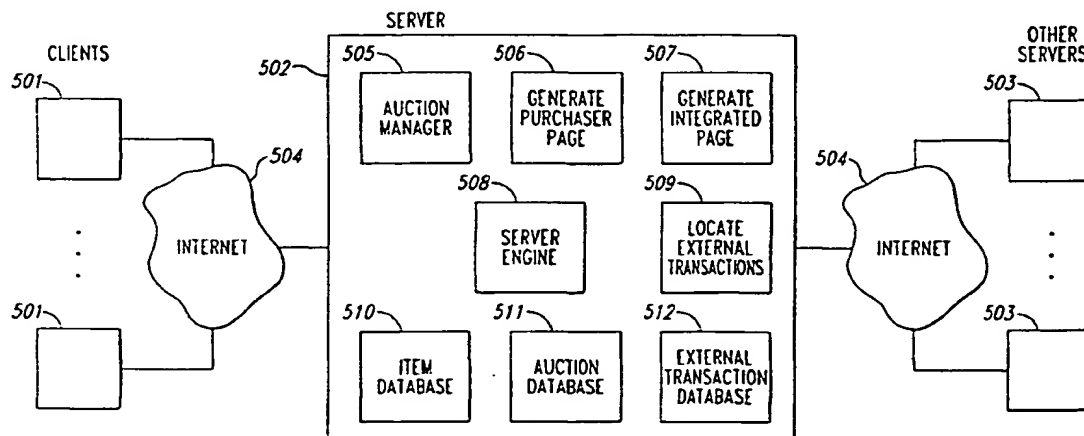 SERVER
CLIENTS
OTHER
SERVERS
501
502
505
AUCTION
MANAGER
506
GENERATE
PURCHASER
PAGE
507
GENERATE
INTEGRATED
PAGE
503
504
INTERNET
508
SERVER
ENGINE
509
LOCATE
EXTERNAL
TRANSACTIONS
504
INTERNET
501
510
ITEM
DATABASE
511
AUCTION
DATABASE
512
EXTERNAL
TRANSACTION
DATABASE
503